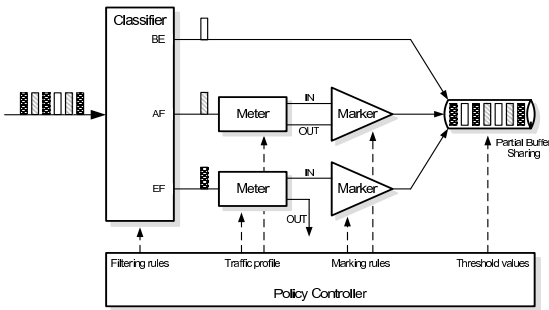 Classifier
BE
AF
Meter
IN
OUT
Marker
Partial Buffer
Sharing
EF
Meter
IN
OUT
Marker
Filtering rules
Traffic profile
Marking rules
Threshold values
Policy Controller